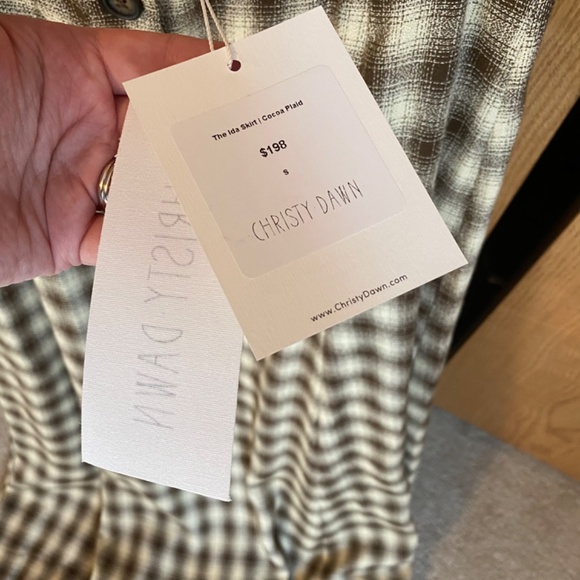 The Ida Skirt | Cocoa Plaid
$198
S
CHRISTY DAWN
www.ChristyDawn.com
CHRISTY DAWN